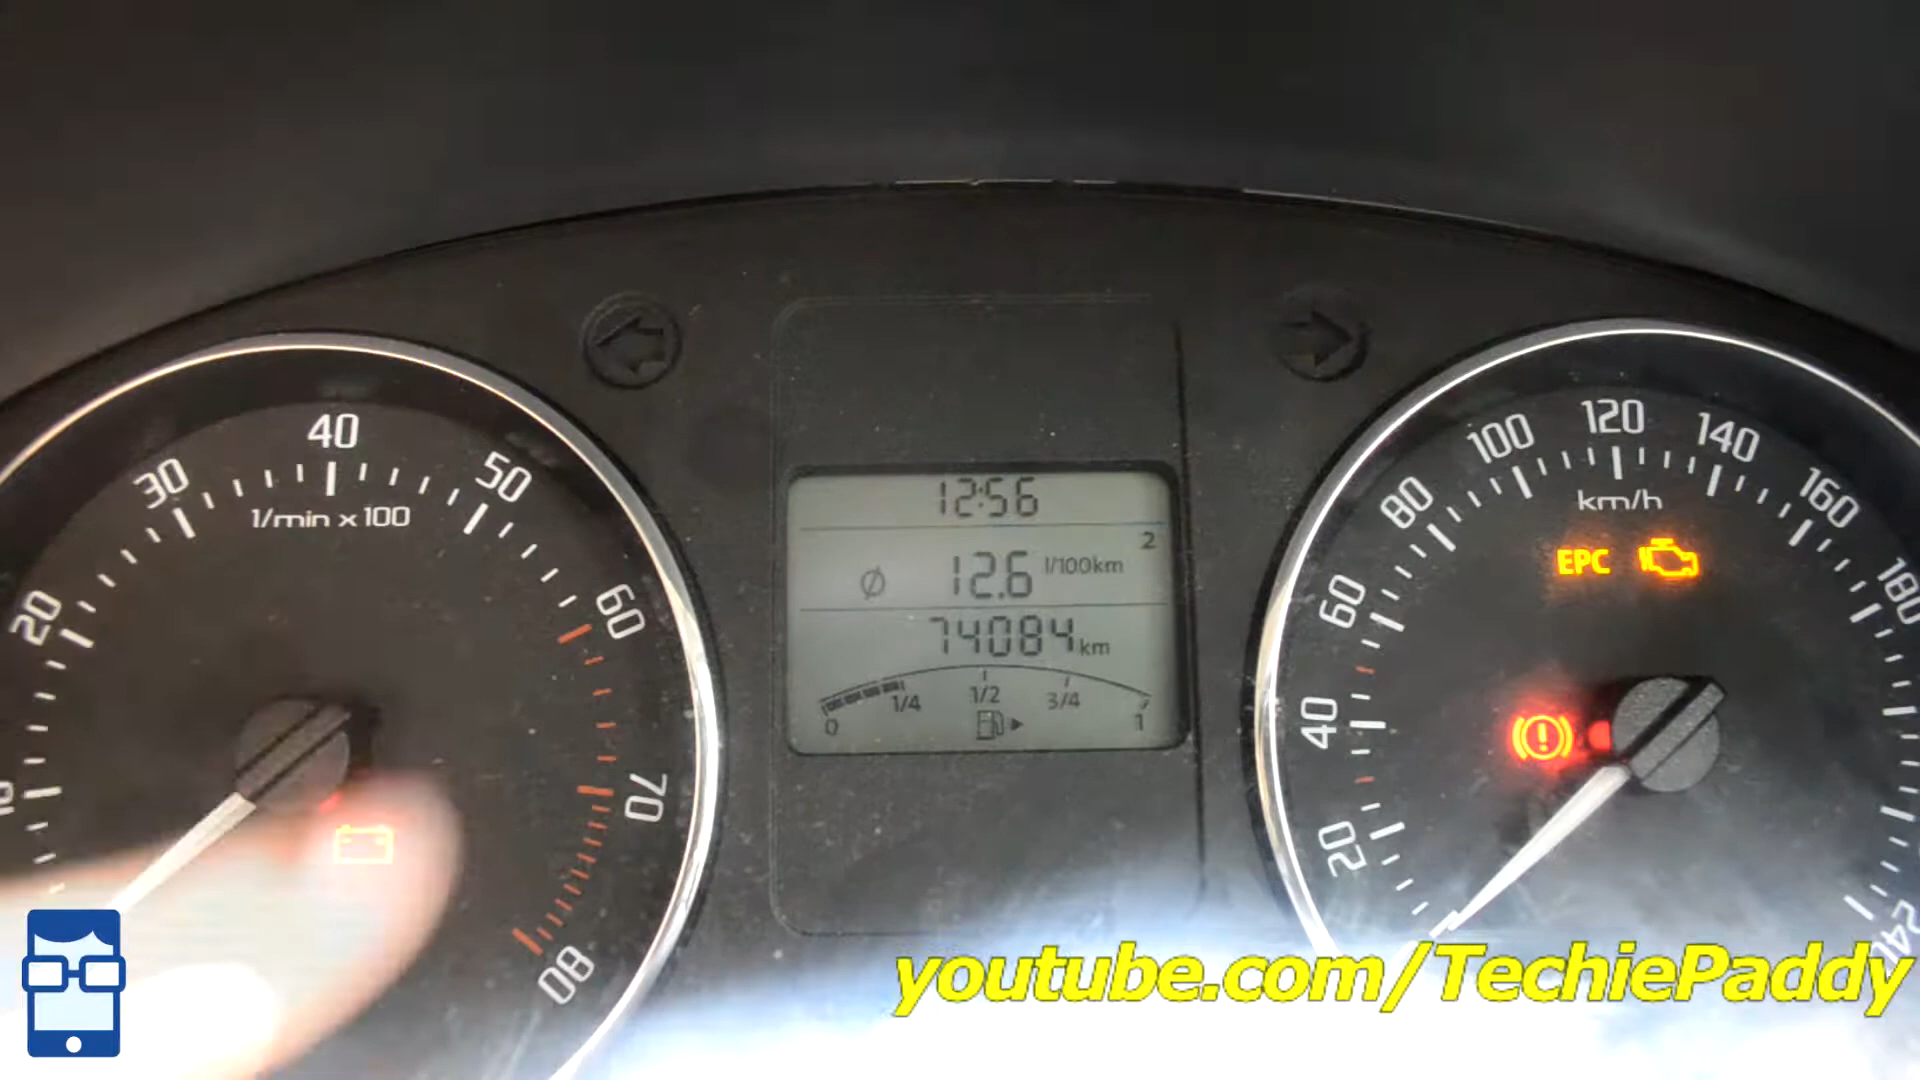 40
30
50
1/min x 100
20
60
70
80
12:56
2
Ø 12.6 l/100km
74084 km
0 1/4 1/2 3/4 1
120
100
140
80
160
km/h
EPC
180
60
40
20
240
youtube.com/TechiePaddy